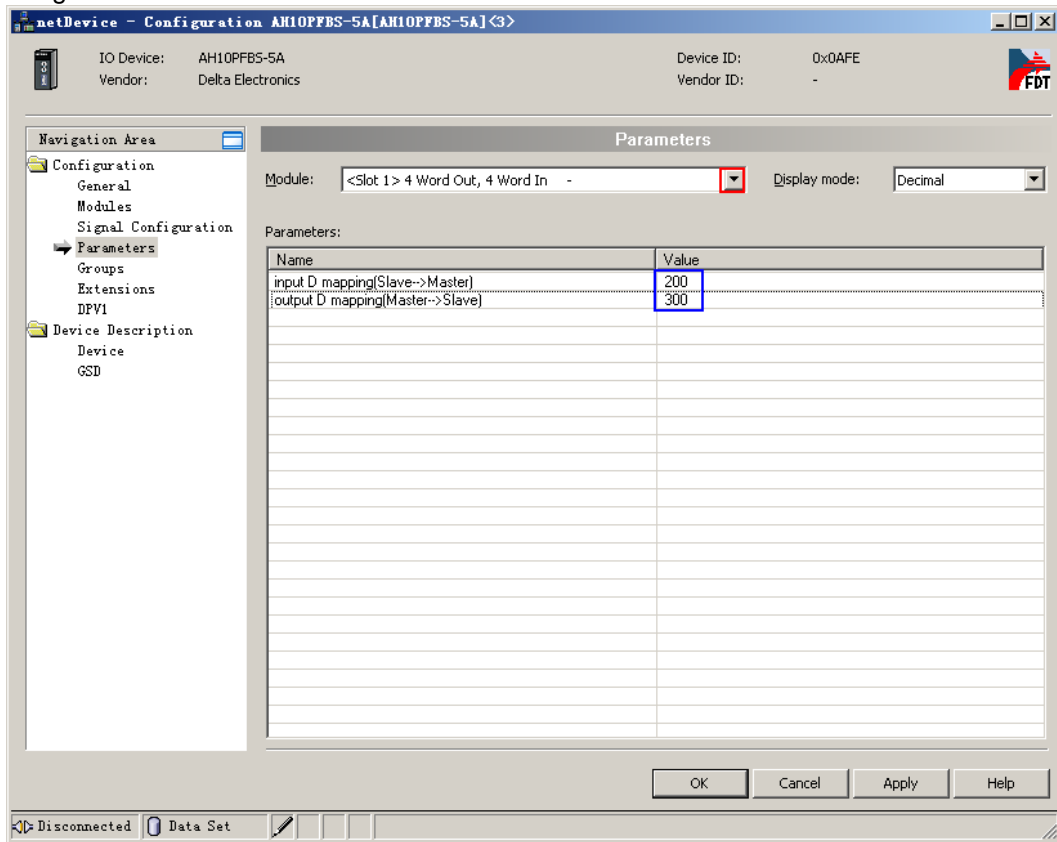 netDevice - Configuration AH10PFBS-5A[AH10PFBS-5A]<3>
IO Device: AH10PFBS-5A Device ID: 0x0AFE
Vendor: Delta Electronics Vendor ID: -
FDT
Navigation Area
Parameters
Configuration
General
Modules
Signal Configuration
Parameters
Groups
Extensions
DPV1
Device Description
Device
GSD
Module: <Slot 1> 4 Word Out, 4 Word In - Display mode: Decimal
Parameters:
Name Value
input D mapping(Slave-->Master) 200
output D mapping(Master-->Slave) 300
OK Cancel Apply Help
Disconnected Data Set